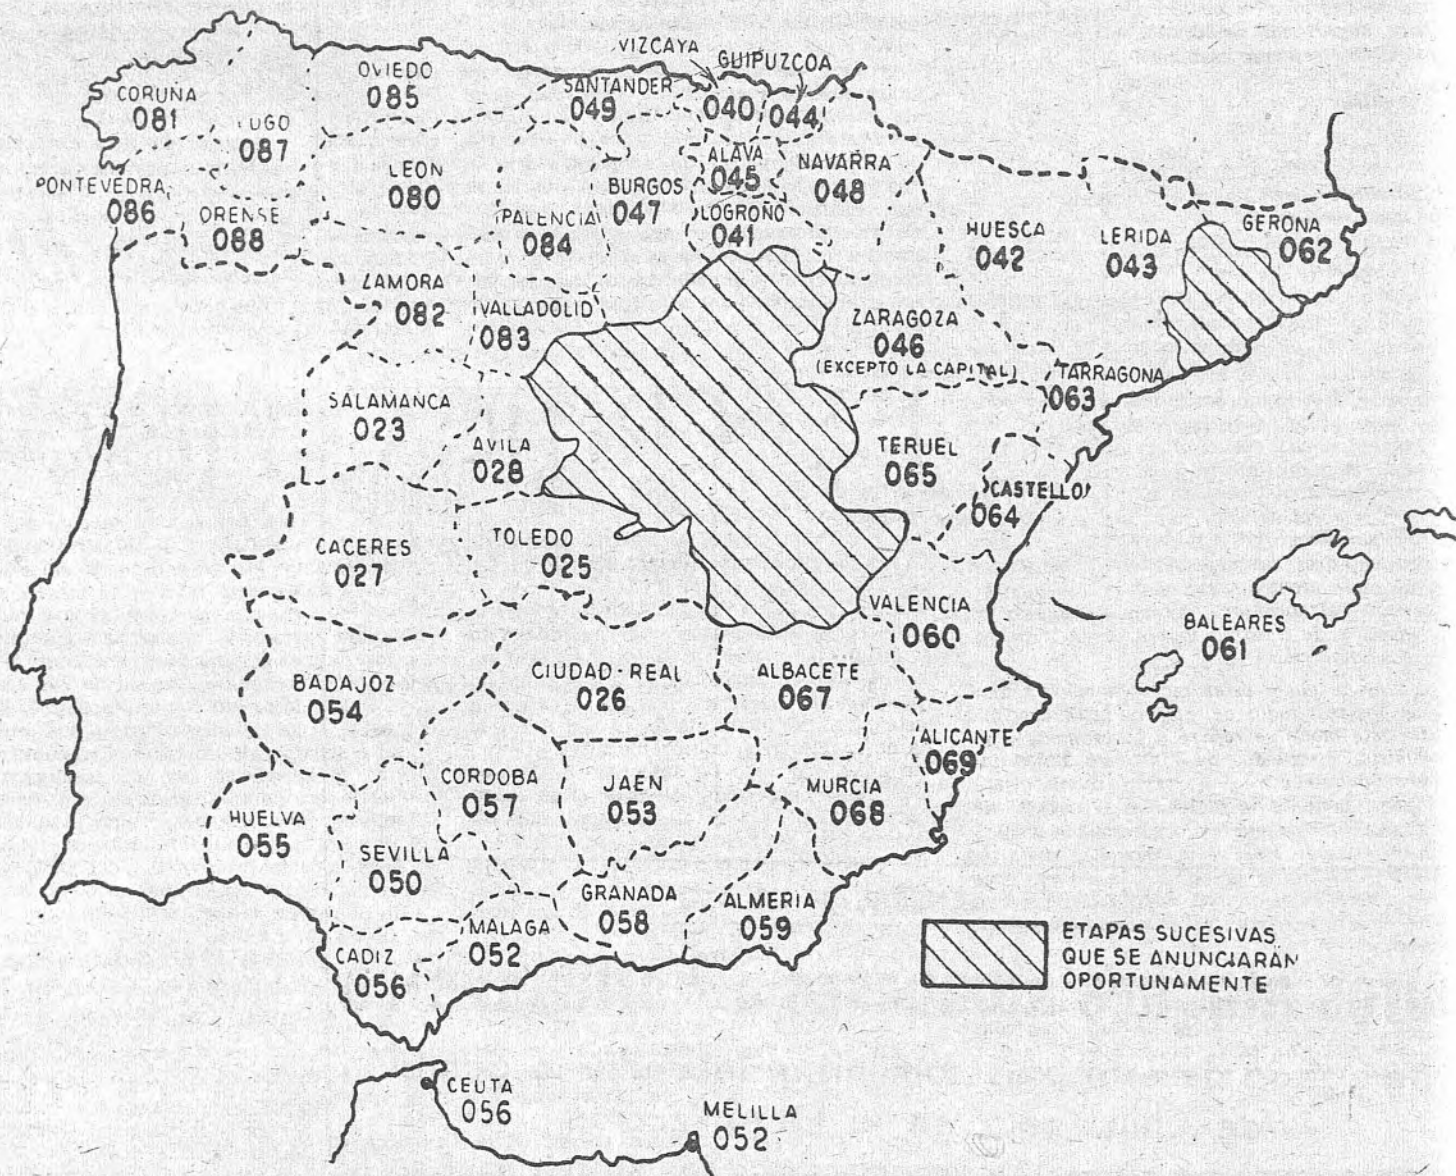 VIZCAYA
040
GUIPUZCOA
044
OVIEDO
085
SANTANDER
049
CORUÑA
081
LUGO
087
ALAVA
045
NAVARRA
048
LEON
080
BURGOS
047
PONTEVEDRA
086
ORENSE
088
PALENCIA
084
LOGROÑO
041
HUESCA
042
LERIDA
043
GERONA
062
ZAMORA
082
VALLADOLID
083
ZARAGOZA
046
(EXCEPTO LA CAPITAL)
TARRAGONA
063
SALAMANCA
023
AVILA
028
TERUEL
065
CASTELLO
064
CACERES
027
TOLEDO
025
VALENCIA
060
BALEARES
061
BADAJOZ
054
CIUDAD-REAL
026
ALBACETE
067
ALICANTE
069
CORDOBA
057
JAEN
053
MURCIA
068
HUELVA
055
SEVILLA
050
GRANADA
058
ALMERIA
059
MALAGA
052
CADIZ
056
ETAPAS SUCESIVAS
QUE SE ANUNCIARÁN
OPORTUNAMENTE
CEUTA
056
MELILLA
052